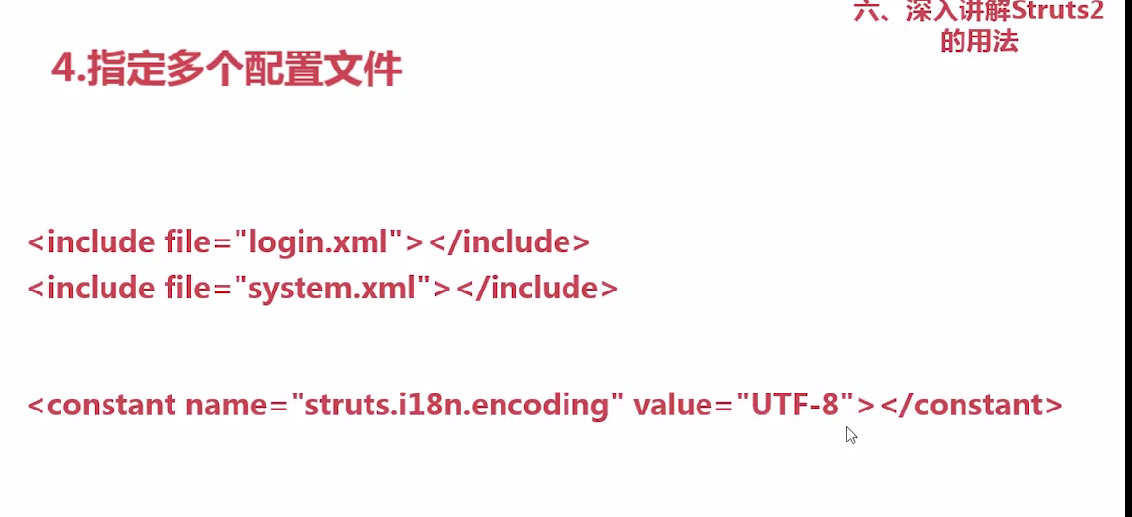 六、深入讲解Struts2
的用法
4.指定多个配置文件
<include file="login.xml"></include>
<include file="system.xml"></include>
<constant name="struts.i18n.encoding" value="UTF-8"></constant>